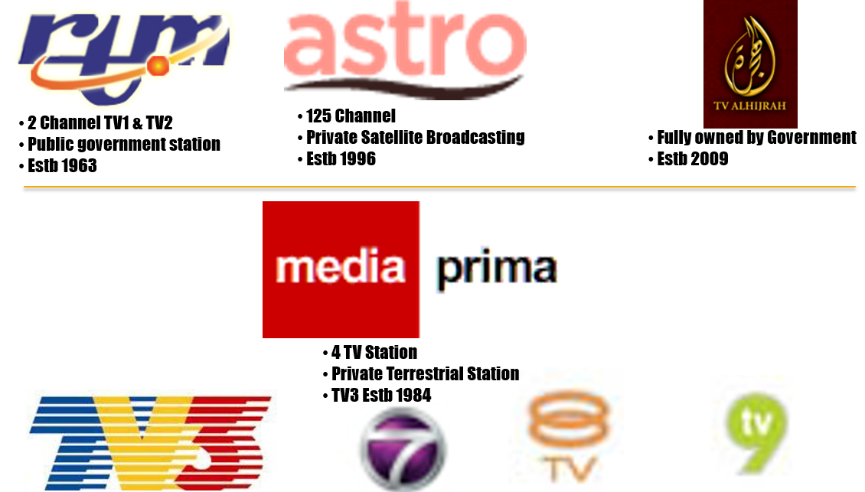 rtm
astro
TV ALHIJRAH
• 2 Channel TV1 & TV2
• Public government station
• Estb 1963
• 125 Channel
• Private Satellite Broadcasting
• Estb 1996
• Fully owned by Government
• Estb 2009
media prima
• 4 TV Station
• Private Terrestrial Station
• TV3 Estb 1984
TV3
7
8
TV
tv
9